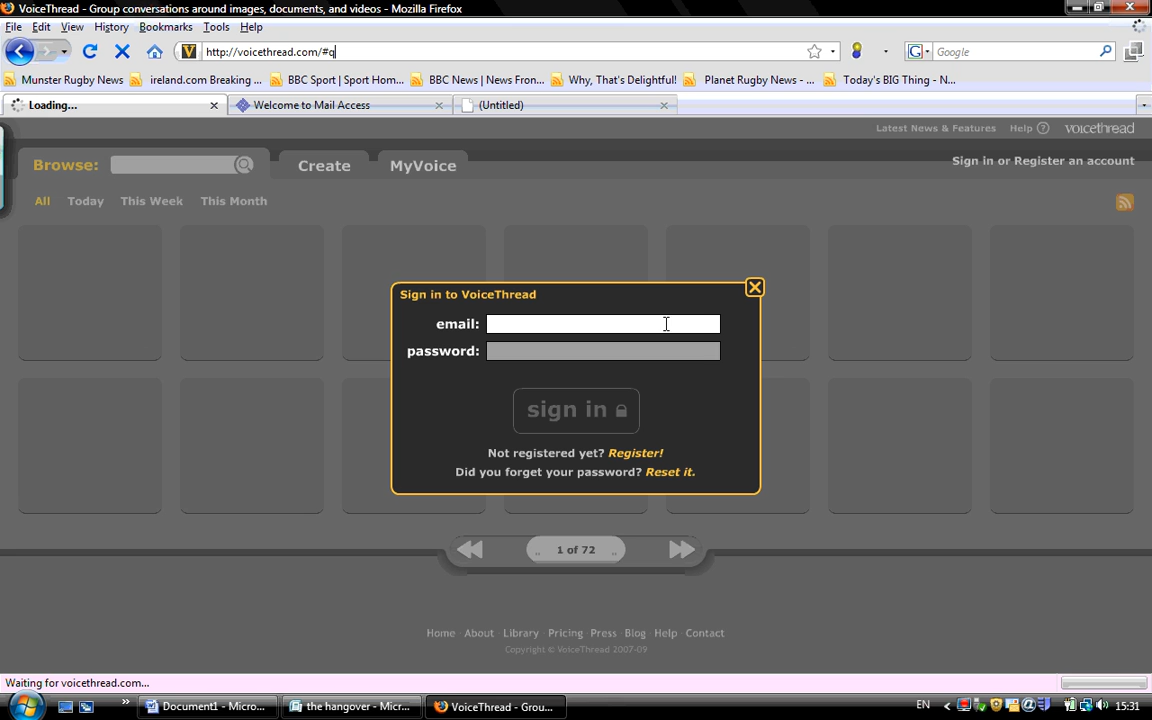 VoiceThread - Group conversations around images, documents, and videos - Mozilla Firefox
File Edit View History Bookmarks Tools Help
http://voicethread.com/#q
Google
Munster Rugby News ireland.com Breaking ... BBC Sport | Sport Hom... BBC News | News Fron... Why, That's Delightful! Planet Rugby News - ... Today's BIG Thing - N...
Loading... Welcome to Mail Access (Untitled)
Latest News & Features Help ? voicethread
Browse: Create MyVoice Sign in or Register an account
All Today This Week This Month
Sign in to VoiceThread
email:
password:
sign in
Not registered yet? Register!
Did you forget your password? Reset it.
1 of 72
Home About Library Pricing Press Blog Help Contact
Copyright © VoiceThread 2007-09
Waiting for voicethread.com...
Document1 - Micro... the hangover - Micr... VoiceThread - Grou... EN 15:31